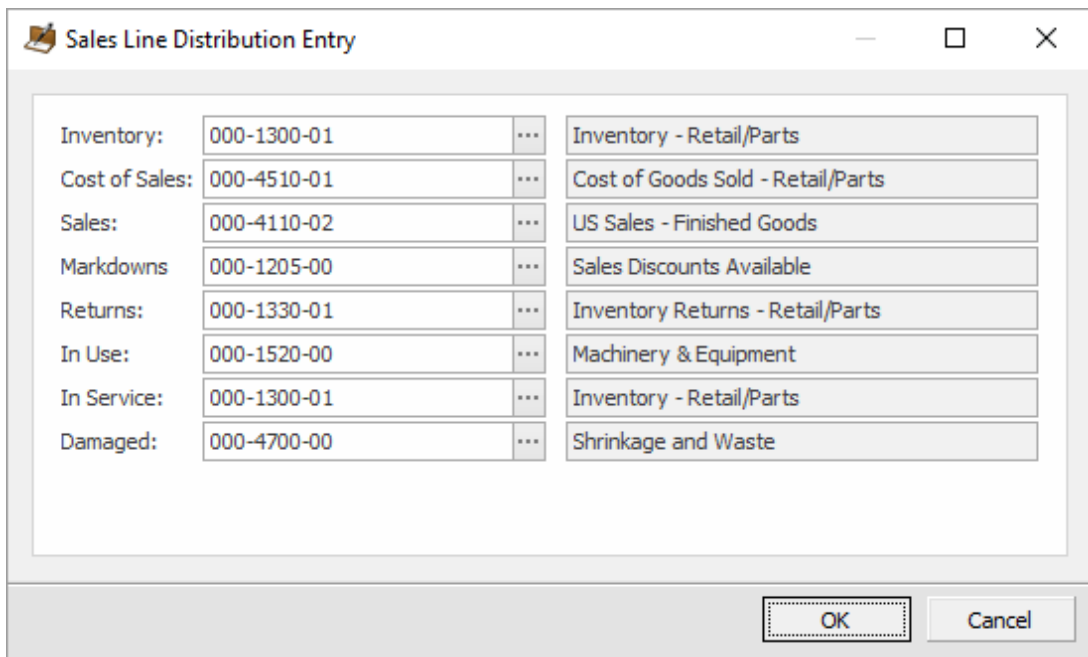 Sales Line Distribution Entry
Inventory: 000-1300-01 ... Inventory - Retail/Parts
Cost of Sales: 000-4510-01 ... Cost of Goods Sold - Retail/Parts
Sales: 000-4110-02 ... US Sales - Finished Goods
Markdowns 000-1205-00 ... Sales Discounts Available
Returns: 000-1330-01 ... Inventory Returns - Retail/Parts
In Use: 000-1520-00 ... Machinery & Equipment
In Service: 000-1300-01 ... Inventory - Retail/Parts
Damaged: 000-4700-00 ... Shrinkage and Waste
OK Cancel